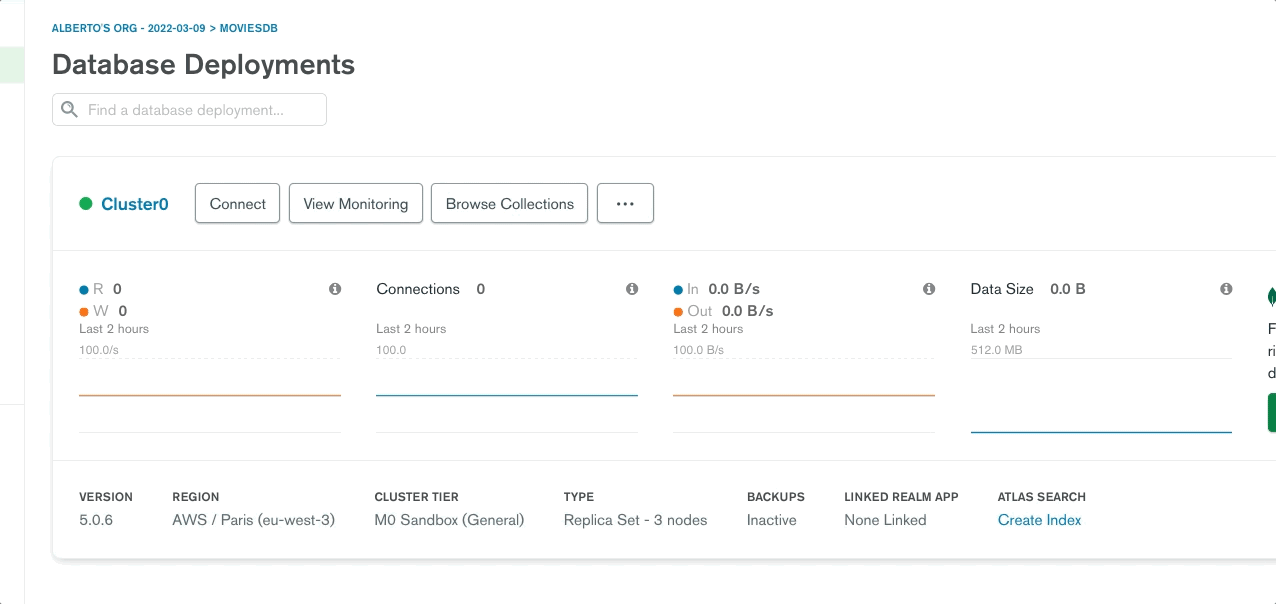 ALBERTO'S ORG - 2022-03-09 > MOVIESDB
Database Deployments
Find a database deployment...
Cluster0 Connect View Monitoring Browse Collections ...
R 0 Connections 0 In 0.0 B/s Data Size 0.0 B
W 0 Out 0.0 B/s
Last 2 hours Last 2 hours Last 2 hours Last 2 hours
100.0/s 100.0 100.0 B/s 512.0 MB
VERSION REGION CLUSTER TIER TYPE BACKUPS LINKED REALM APP ATLAS SEARCH
5.0.6 AWS / Paris (eu-west-3) M0 Sandbox (General) Replica Set - 3 nodes Inactive None Linked Create Index